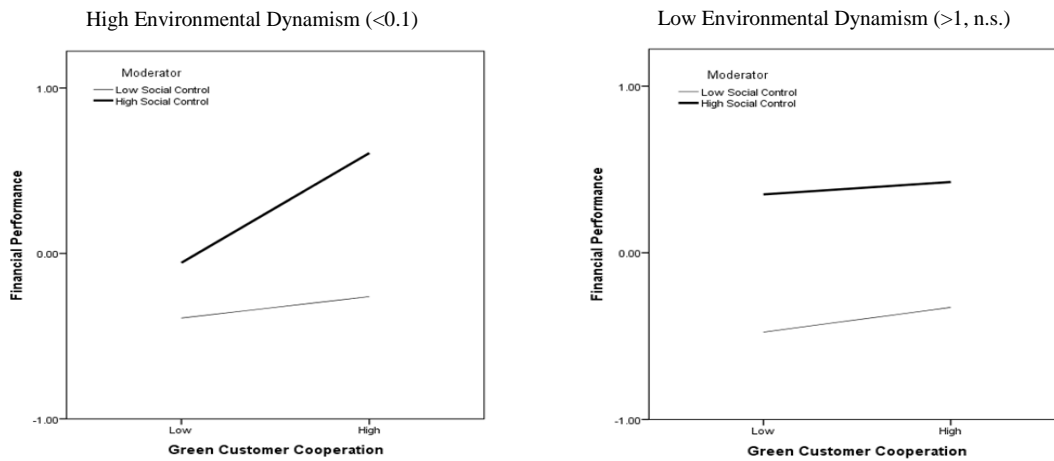 High Environmental Dynamism (<0.1)
Moderator
Low Social Control
High Social Control
1.00
0.00
-1.00
Financial Performance
Low
High
Green Customer Cooperation
Low Environmental Dynamism (>1, n.s.)
Moderator
Low Social Control
High Social Control
1.00
0.00
-1.00
Financial Performance
Low
High
Green Customer Cooperation